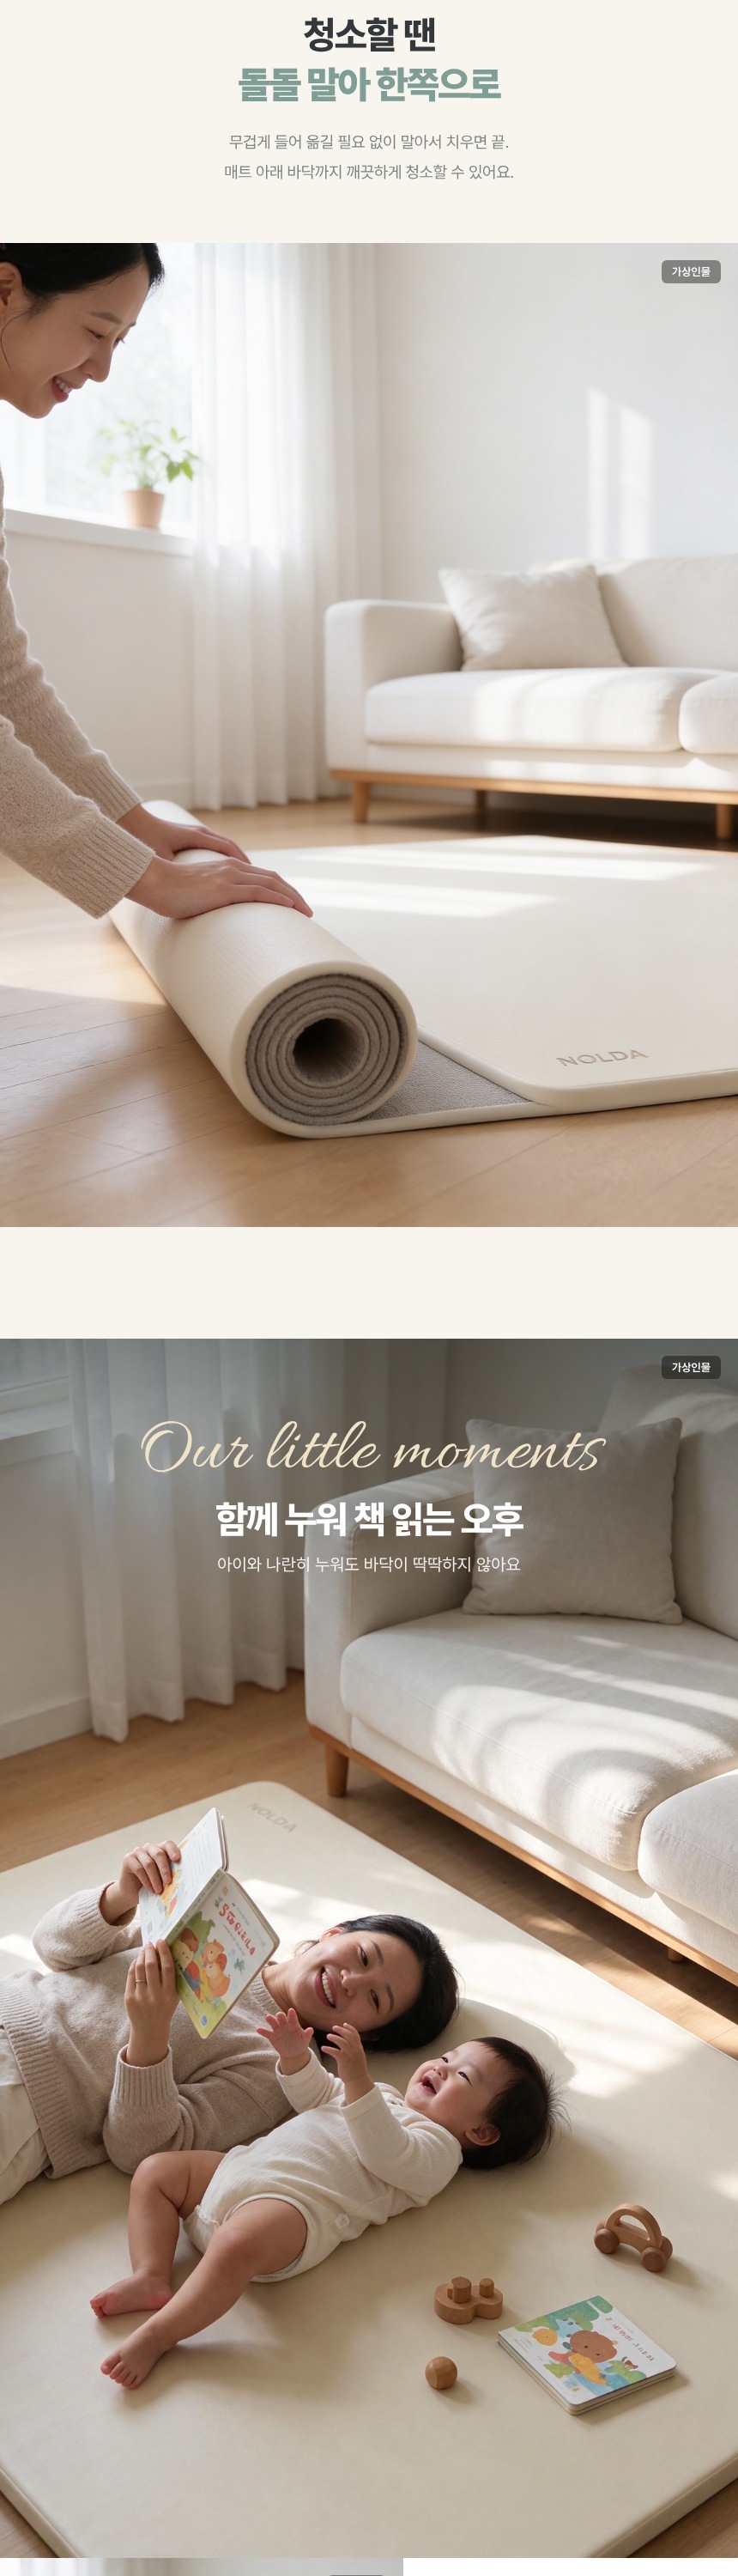 청소할 땐
돌돌 말아 한쪽으로
무겁게 들어 옮길 필요 없이 말아서 치우면 끝.
매트 아래 바닥까지 깨끗하게 청소할 수 있어요.
가상인물
NOLDA
가상인물
Our little moments
함께 누워 책 읽는 오후
아이와 나란히 누워도 바닥이 딱딱하지 않아요
NOLDA